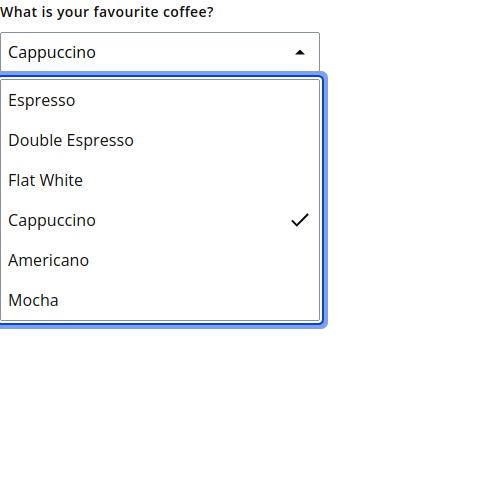 What is your favourite coffee?
Cappuccino
Espresso
Double Espresso
Flat White
Cappuccino
Americano
Mocha